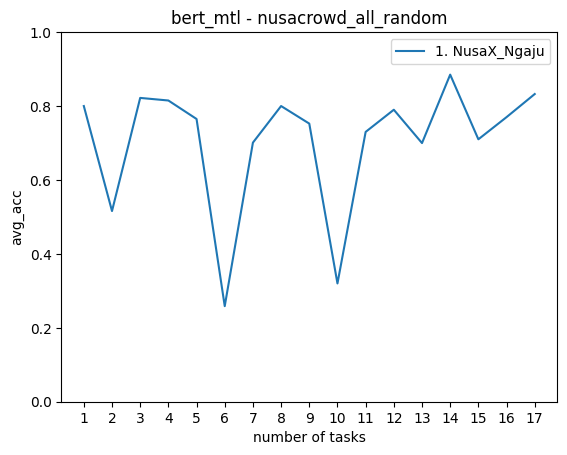 bert_mtl - nusacrowd_all_random
1. NusaX_Ngaju
avg_acc
1.0
0.8
0.6
0.4
0.2
0.0
1 2 3 4 5 6 7 8 9 10 11 12 13 14 15 16 17
number of tasks